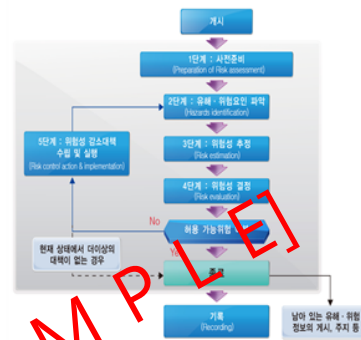 게시
1단계 : 사전준비
(Preparation of Risk assessment)
2단계 : 유해·위험요인 파악
(Hazards identification)
5단계 : 위험성 감소대책
수립 및 실행
(Risk control action & implementation)
3단계 : 위험성 추정
(Risk estimation)
4단계 : 위험성 결정
(Risk evaluation)
No
허용 가능위험
현재 상태에서 더이상의
대책이 없는 경우
Yes
종료
기록
(Recording)
남아 있는 유해·위험
정보의 게시, 주지 등
M P L E]